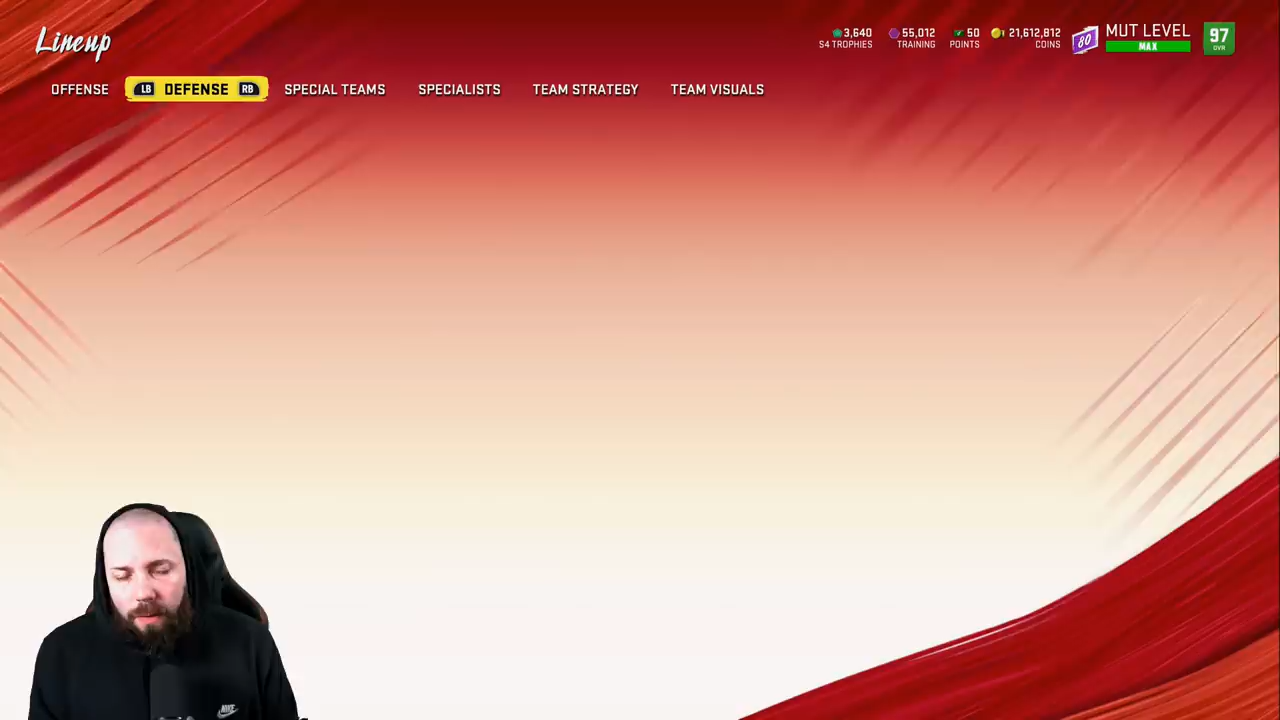 Lineup
3,640
S4 TROPHIES
55,012
TRAINING
50
POINTS
21,612,812
COINS
80
MUT LEVEL
MAX
97
OVR
OFFENSE
LB DEFENSE RB
SPECIAL TEAMS
SPECIALISTS
TEAM STRATEGY
TEAM VISUALS
NIKE